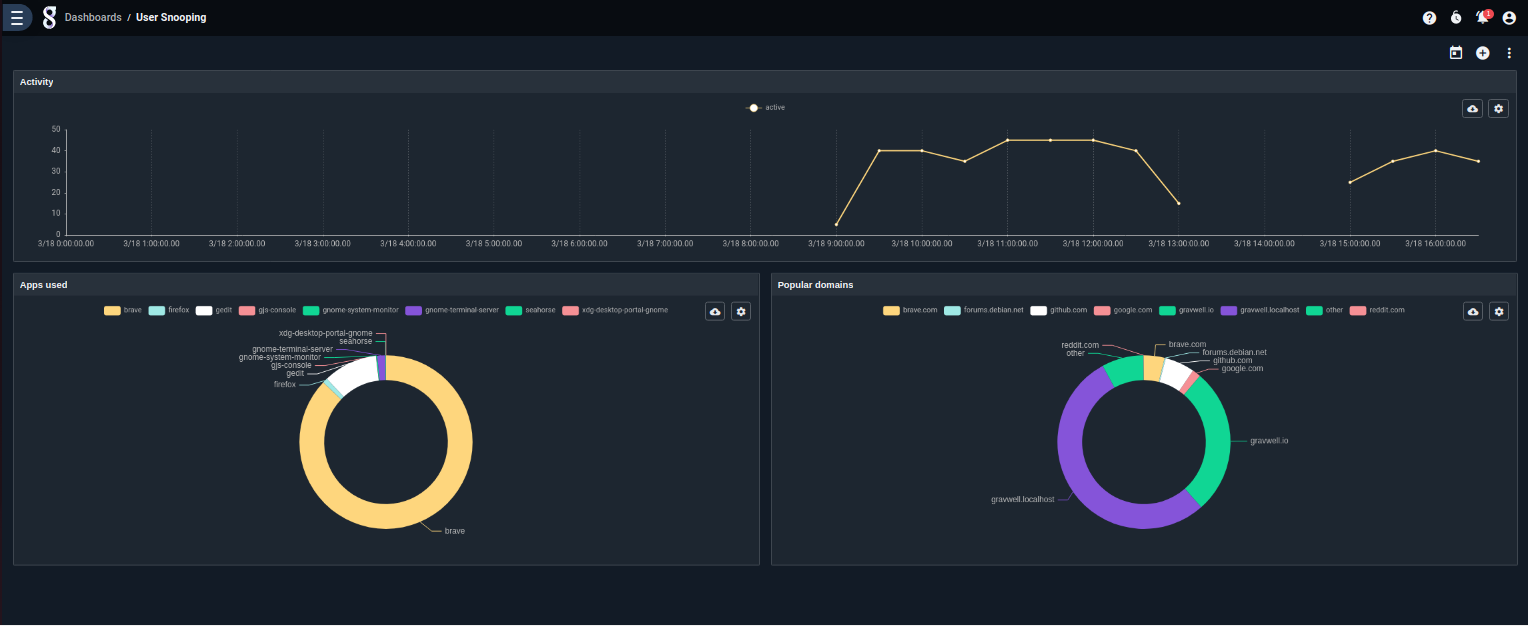 Dashboards / User Snooping
1
Activity
active
50
40
30
20
10
0
3/18 0:00:00.00 3/18 1:00:00.00 3/18 2:00:00.00 3/18 3:00:00.00 3/18 4:00:00.00 3/18 5:00:00.00 3/18 6:00:00.00 3/18 7:00:00.00 3/18 8:00:00.00 3/18 9:00:00.00 3/18 10:00:00.00 3/18 11:00:00.00 3/18 12:00:00.00 3/18 13:00:00.00 3/18 14:00:00.00 3/18 15:00:00.00 3/18 16:00:00.00
Apps used
brave firefox gedit gjs-console gnome-system-monitor gnome-terminal-server seahorse xdg-desktop-portal-gnome
xdg-desktop-portal-gnome
seahorse
gnome-terminal-server
gnome-system-monitor
gjs-console
gedit
firefox
brave
Popular domains
brave.com forums.debian.net github.com google.com gravwell.io gravwell.localhost other reddit.com
reddit.com
other
brave.com
forums.debian.net
github.com
google.com
gravwell.io
gravwell.localhost